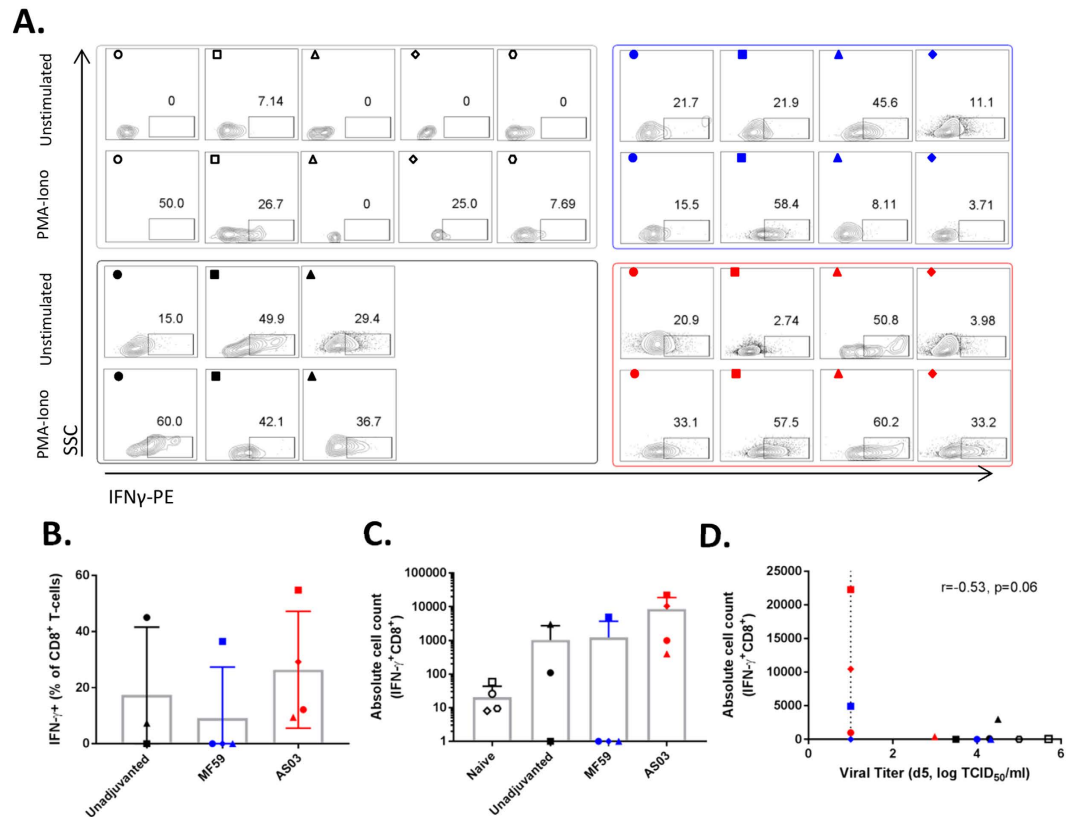 A.
Unstimulated
0 7.14 0 0 0
21.7 21.9 45.6 11.1
PMA-Iono
50.0 26.7 0 25.0 7.69
15.5 58.4 8.11 3.71
Unstimulated
15.0 49.9 29.4
20.9 2.74 50.8 3.98
PMA-Iono
60.0 42.1 36.7
33.1 57.5 60.2 33.2
SSC
IFNγ-PE
B.
IFN-γ+ (% of CD8⁺ T-cells)
60
40
20
0
Unadjuvanted
MF59
AS03
C.
Absolute cell count
(IFN-γ⁺CD8⁺)
100000
10000
1000
100
10
1
Naive
Unadjuvanted
MF59
AS03
D.
Absolute cell count
(IFN-γ⁺CD8⁺)
25000
20000
15000
10000
5000
0
r=-0.53, p=0.06
0 2 4 6
Viral Titer (d5, log TCID₅₀/ml)